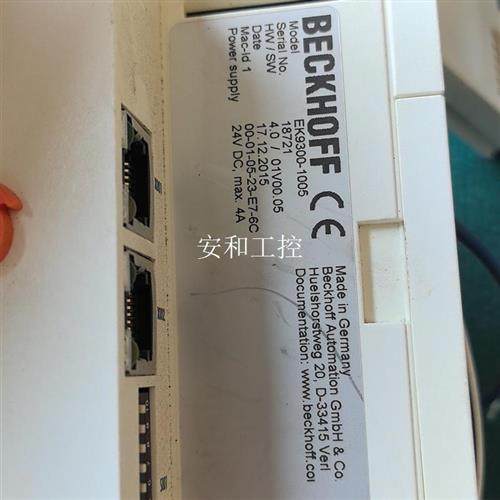 BECKHOFF CE
Model EK9300-1005
Serial No. 18721
HW / SW 4.0 / 01V00.05
Date 17.12.2015
Mac-Id 1 00-01-05-23-E7-6C
Power supply 24V DC, max. 4A
Made in Germany
Beckhoff Automation GmbH & Co.
Huelshorstweg 20, D-33415 Verl
Documentation: www.beckhoff.com
安和工控